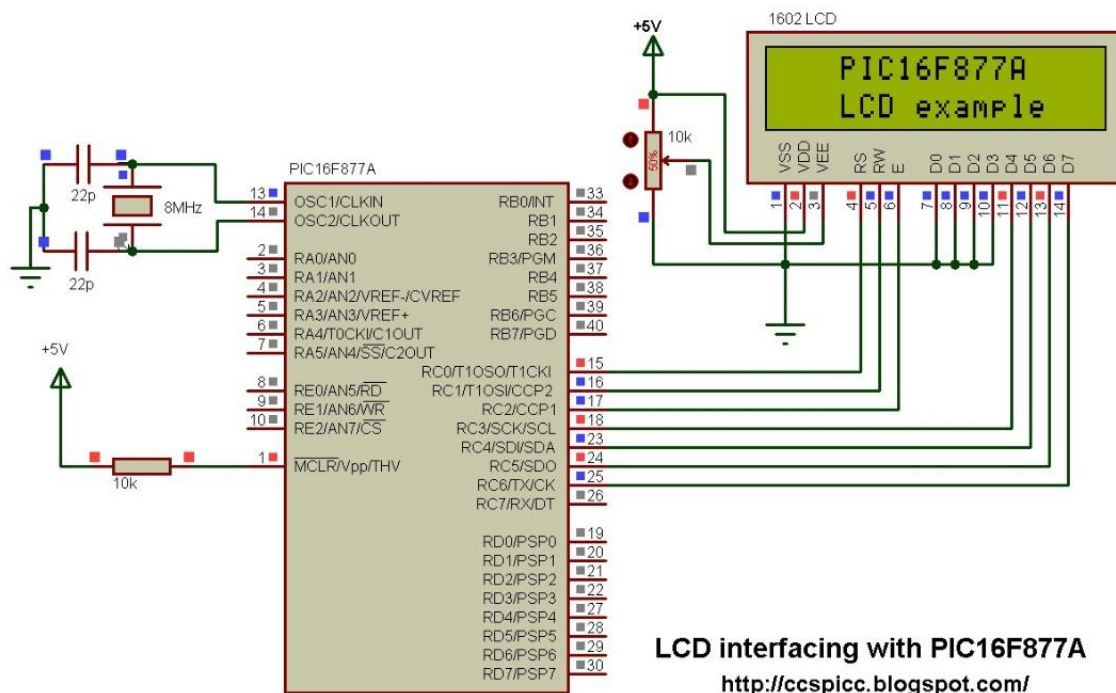 +5V
1602 LCD
PIC16F877A
LCD example
10k
50%
VSS
VDD
VEE
RS
RW
E
D0
D1
D2
D3
D4
D5
D6
D7
1
2
3
4
5
6
7
8
9
10
11
12
13
14
22p
8MHz
22p
PIC16F877A
13 OSC1/CLKIN
14 OSC2/CLKOUT
2 RA0/AN0
3 RA1/AN1
4 RA2/AN2/VREF-/CVREF
5 RA3/AN3/VREF+
6 RA4/T0CKI/C1OUT
7 RA5/AN4/SS/C2OUT
8 RE0/AN5/RD
9 RE1/AN6/WR
10 RE2/AN7/CS
1 MCLR/Vpp/THV
+5V
10k
RB0/INT 33
RB1 34
RB2 35
RB3/PGM 36
RB4 37
RB5 38
RB6/PGC 39
RB7/PGD 40
RC0/T1OSO/T1CKI 15
RC1/T1OSI/CCP2 16
RC2/CCP1 17
RC3/SCK/SCL 18
RC4/SDI/SDA 23
RC5/SDO 24
RC6/TX/CK 25
RC7/RX/DT 26
RD0/PSP0 19
RD1/PSP1 20
RD2/PSP2 21
RD3/PSP3 22
RD4/PSP4 27
RD5/PSP5 28
RD6/PSP6 29
RD7/PSP7 30
LCD interfacing with PIC16F877A
http://ccspicc.blogspot.com/